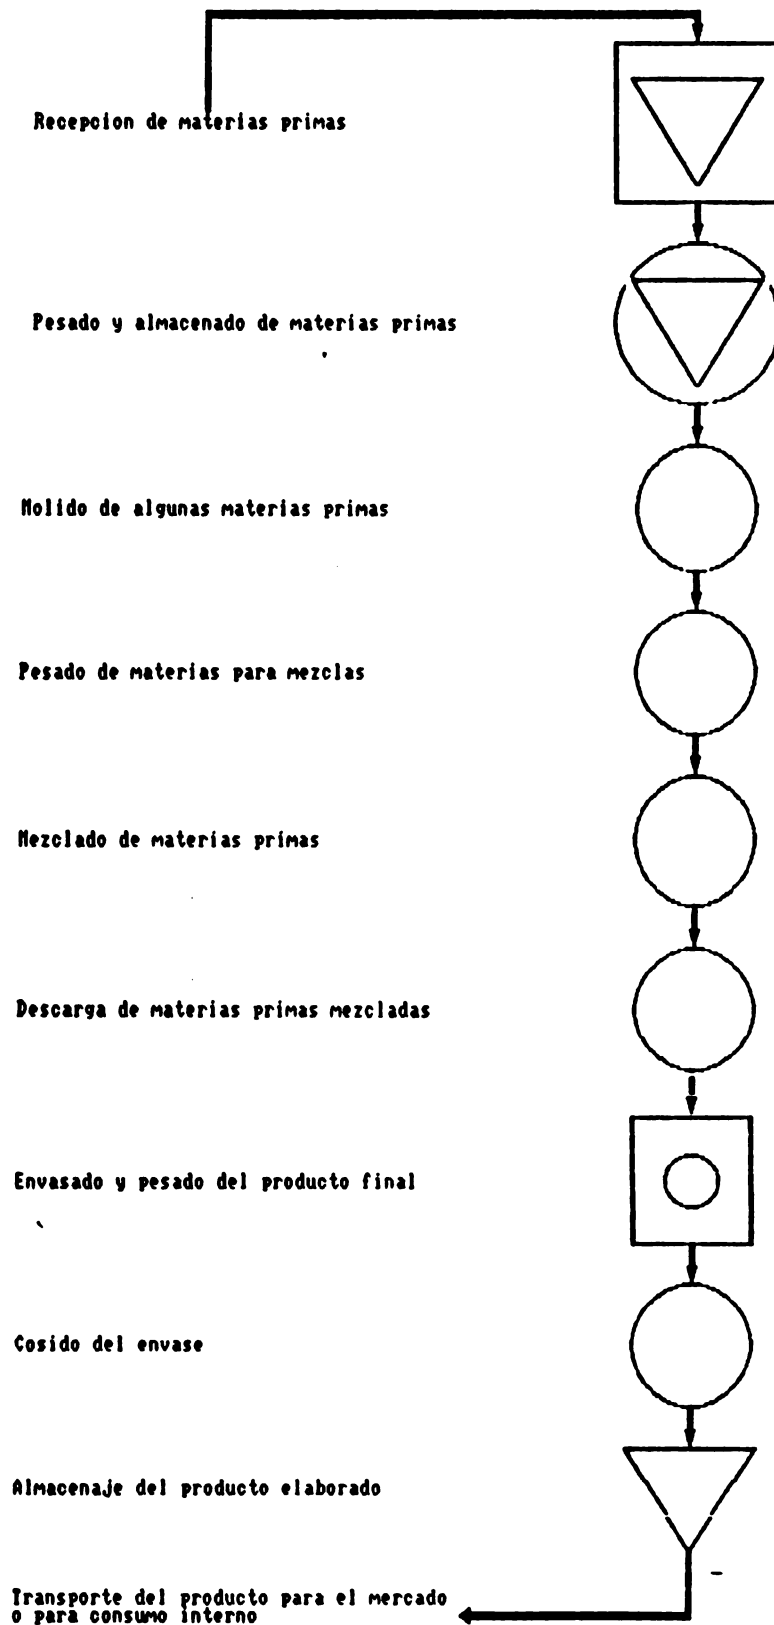 Recepcion de materias primas
Pesado y almacenado de materias primas
Molido de algunas materias primas
Pesado de materias para mezclas
Mezclado de materias primas
Descarga de materias primas mezcladas
Envasado y pesado del producto final
Cosido del envase
Almacenaje del producto elaborado
Transporte del producto para el mercado
o para consumo interno